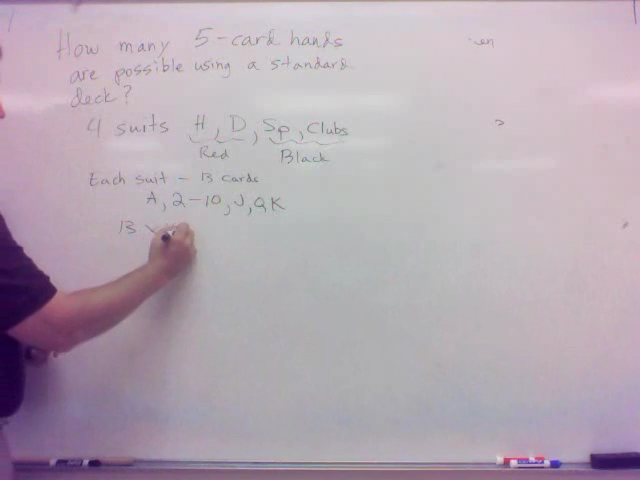 How many 5-card hands
are possible using a standard
deck?
4 suits H, D, Sp, Clubs
Red Black
Each suit - 13 cards
A, 2-10, J, Q K
13 ×